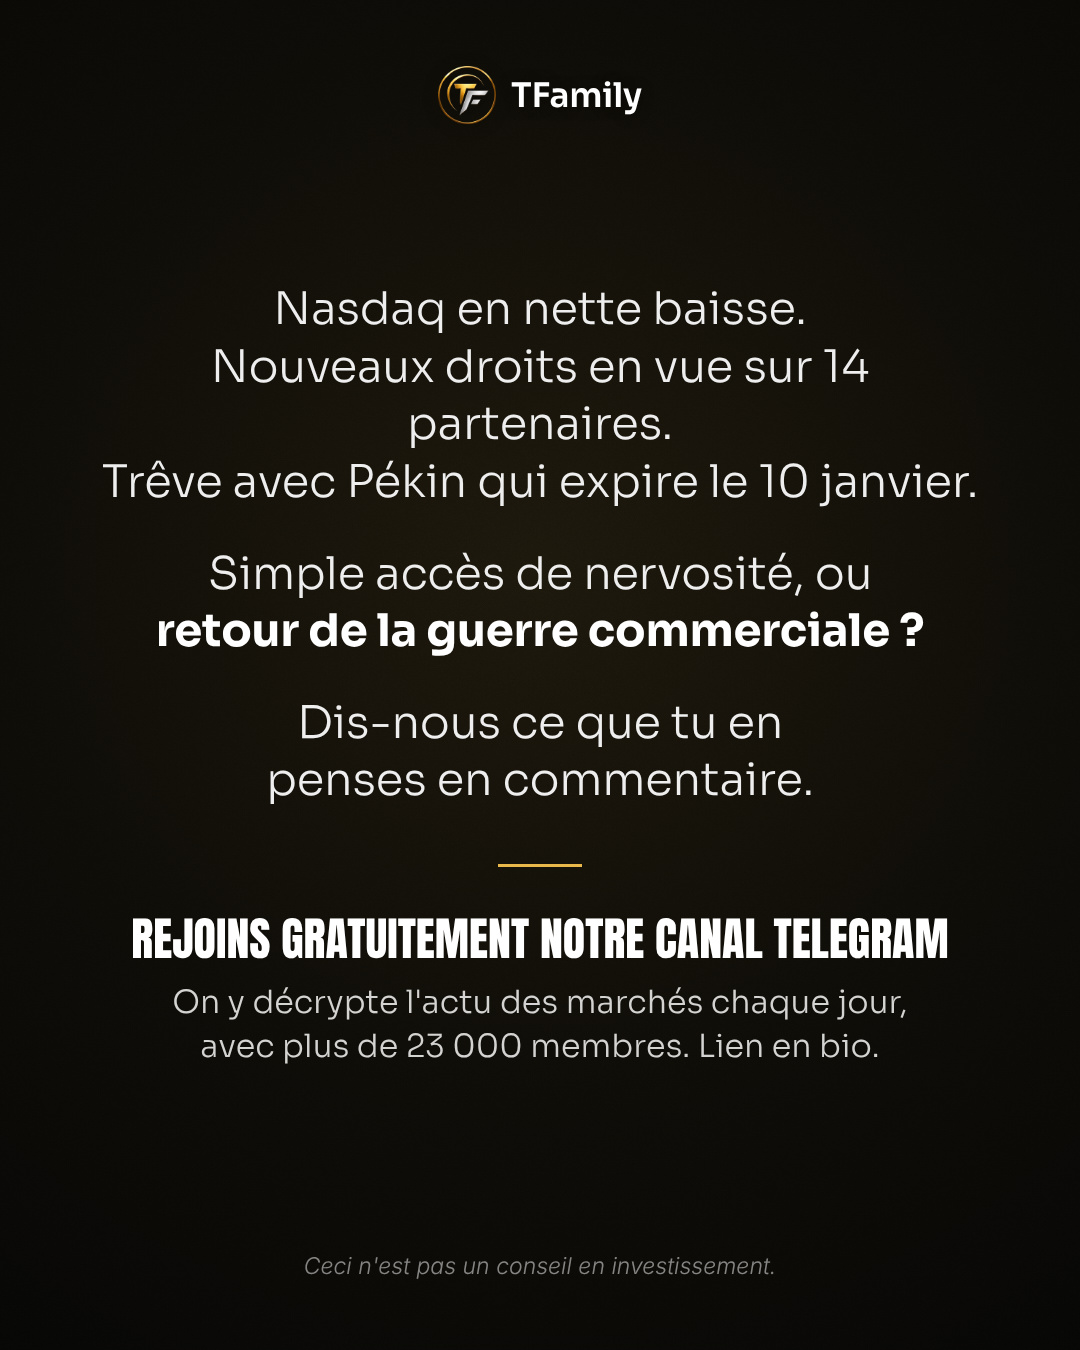 TF TFamily
Nasdaq en nette baisse.
Nouveaux droits en vue sur 14
partenaires.
Trêve avec Pékin qui expire le 10 janvier.
Simple accès de nervosité, ou
retour de la guerre commerciale ?
Dis-nous ce que tu en
penses en commentaire.
REJOINS GRATUITEMENT NOTRE CANAL TELEGRAM
On y décrypte l'actu des marchés chaque jour,
avec plus de 23 000 membres. Lien en bio.
Ceci n'est pas un conseil en investissement.